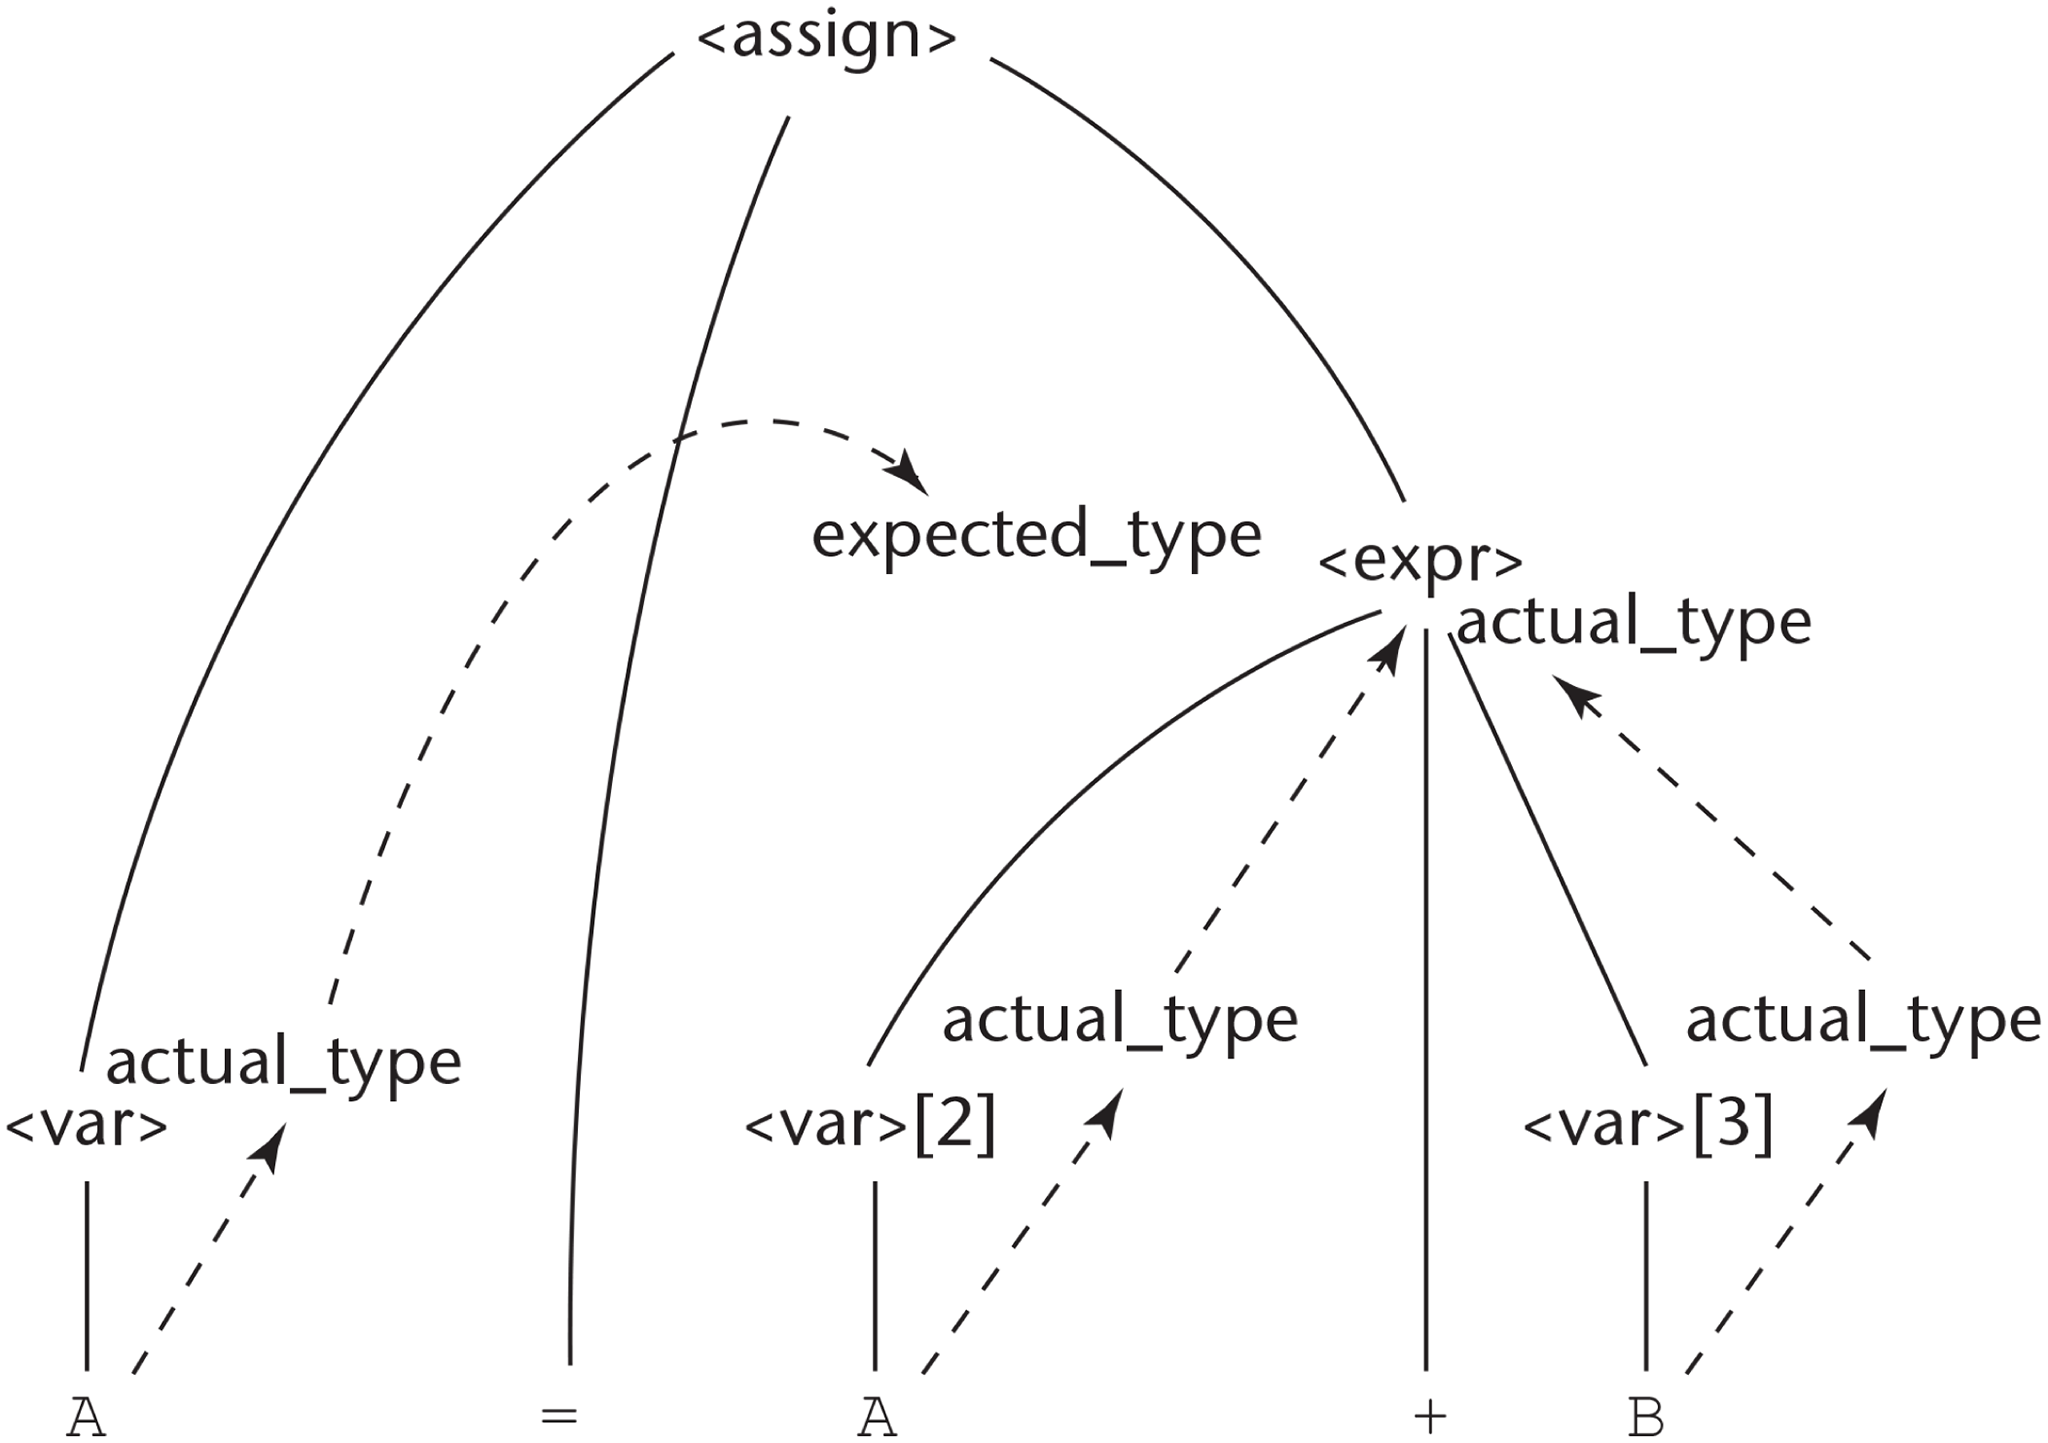 <assign>
expected_type
<expr>
actual_type
actual_type
actual_type
actual_type
<var>
<var>[2]
<var>[3]
A = A + B